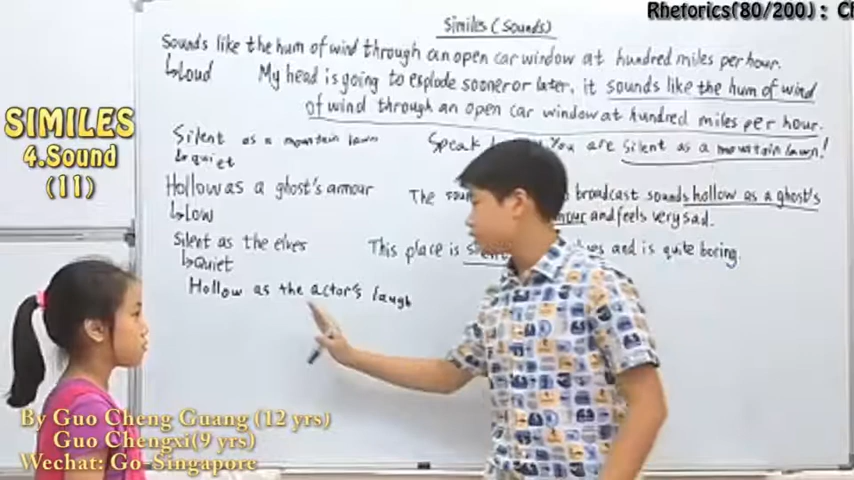 Rhetorics(80/200) : C
Similes (Sounds)
Sounds like the hum of wind through an open car window at hundred miles per hour.
Loud
My head is going to explode sooner or later, it sounds like the hum of wind
of wind through an open car window at hundred miles per hour.
SIMILES
4.Sound
(11)
Silent as a mountain lawn
Speak You are silent as a mountain lawn!
quiet
Hollow as a ghost's armour
The broadcast sounds hollow as a ghost's
Low
and feels very sad.
Silent as the elves
This place is and is quite boring.
Quiet
Hollow as the actor's laugh
By Guo Cheng Guang (12 yrs)
Guo Chengxi(9 yrs)
WeChat= Go-Singapore